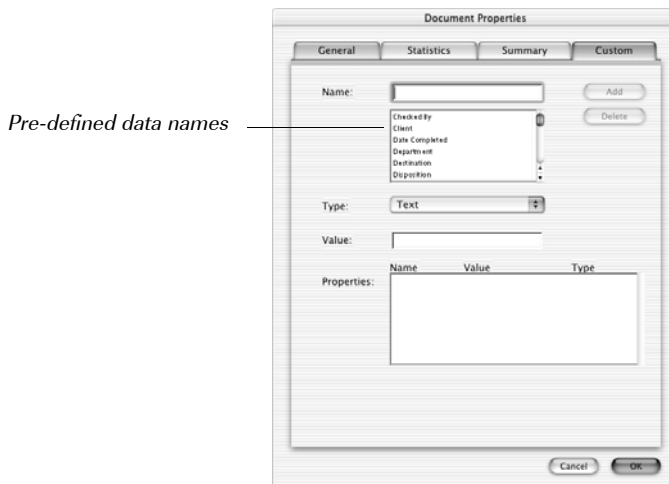 Document Properties
General Statistics Summary Custom
Name: Add
Pre-defined data names
Checked By Delete
Client
Date Completed
Department
Destination
Disposition
Type: Text
Value:
Name Value Type
Properties:
Cancel OK